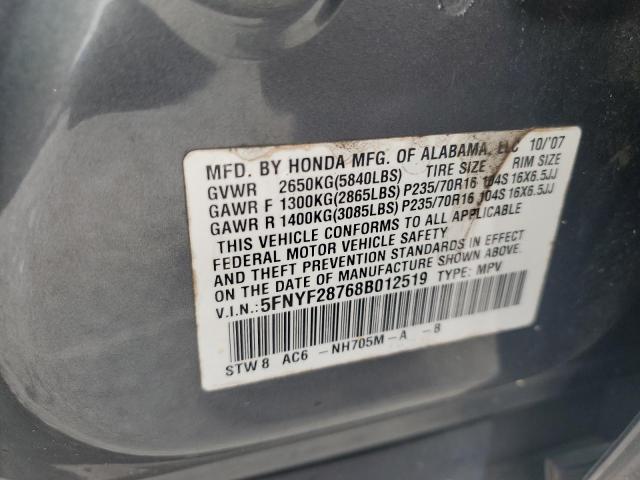 MFD. BY HONDA MFG. OF ALABAMA, LLC 10/'07
GVWR 2650KG(5840LBS) TIRE SIZE RIM SIZE
GAWR F 1300KG(2865LBS) P235/70R16 104S 16X6.5JJ
GAWR R 1400KG(3085LBS) P235/70R16 104S 16X6.5JJ
THIS VEHICLE CONFORMS TO ALL APPLICABLE
FEDERAL MOTOR VEHICLE SAFETY
AND THEFT PREVENTION STANDARDS IN EFFECT
ON THE DATE OF MANUFACTURE SHOWN ABOVE.
V.I.N.: 5FNYF28768B012519 TYPE: MPV
STW8 AC6 -NH705M-A -8